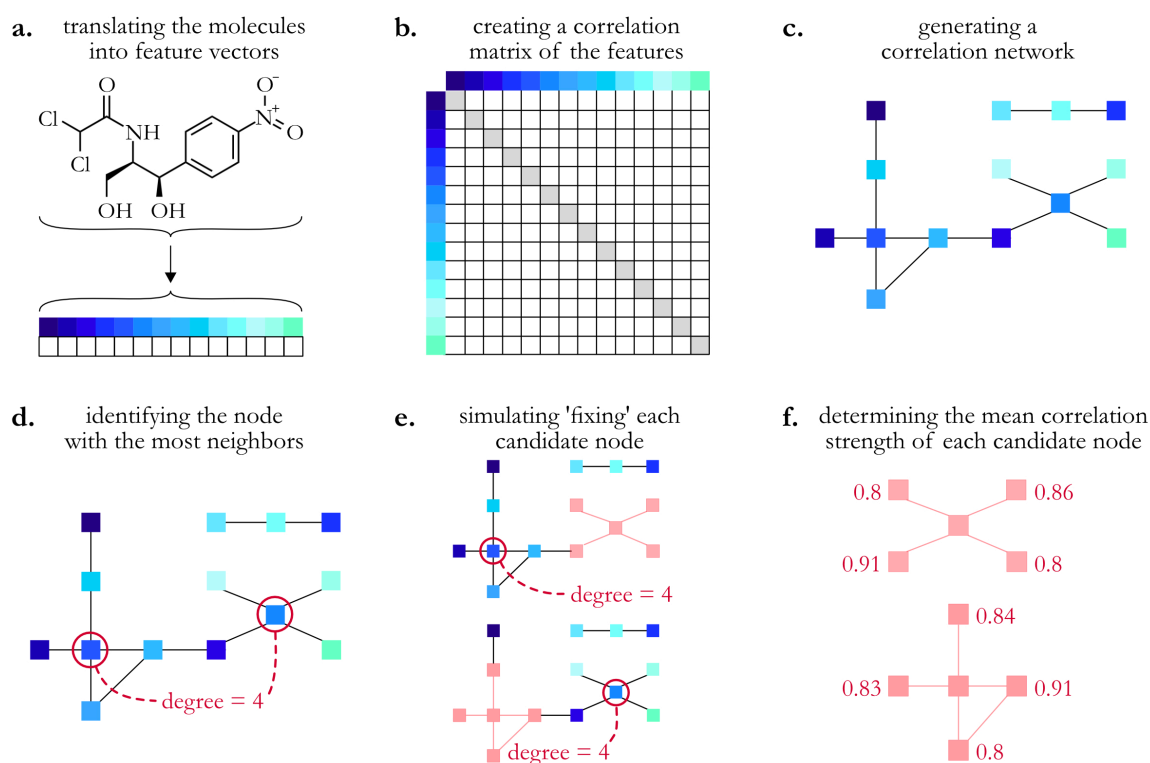 a. translating the molecules
into feature vectors
O
Cl
Cl
NH
OH
OH
O⁻
N⁺
O
b. creating a correlation
matrix of the features
c. generating a
correlation network
d. identifying the node
with the most neighbors
degree = 4
e. simulating 'fixing' each
candidate node
degree = 4
degree = 4
f. determining the mean correlation
strength of each candidate node
0.8
0.86
0.91
0.8
0.84
0.83
0.91
0.8